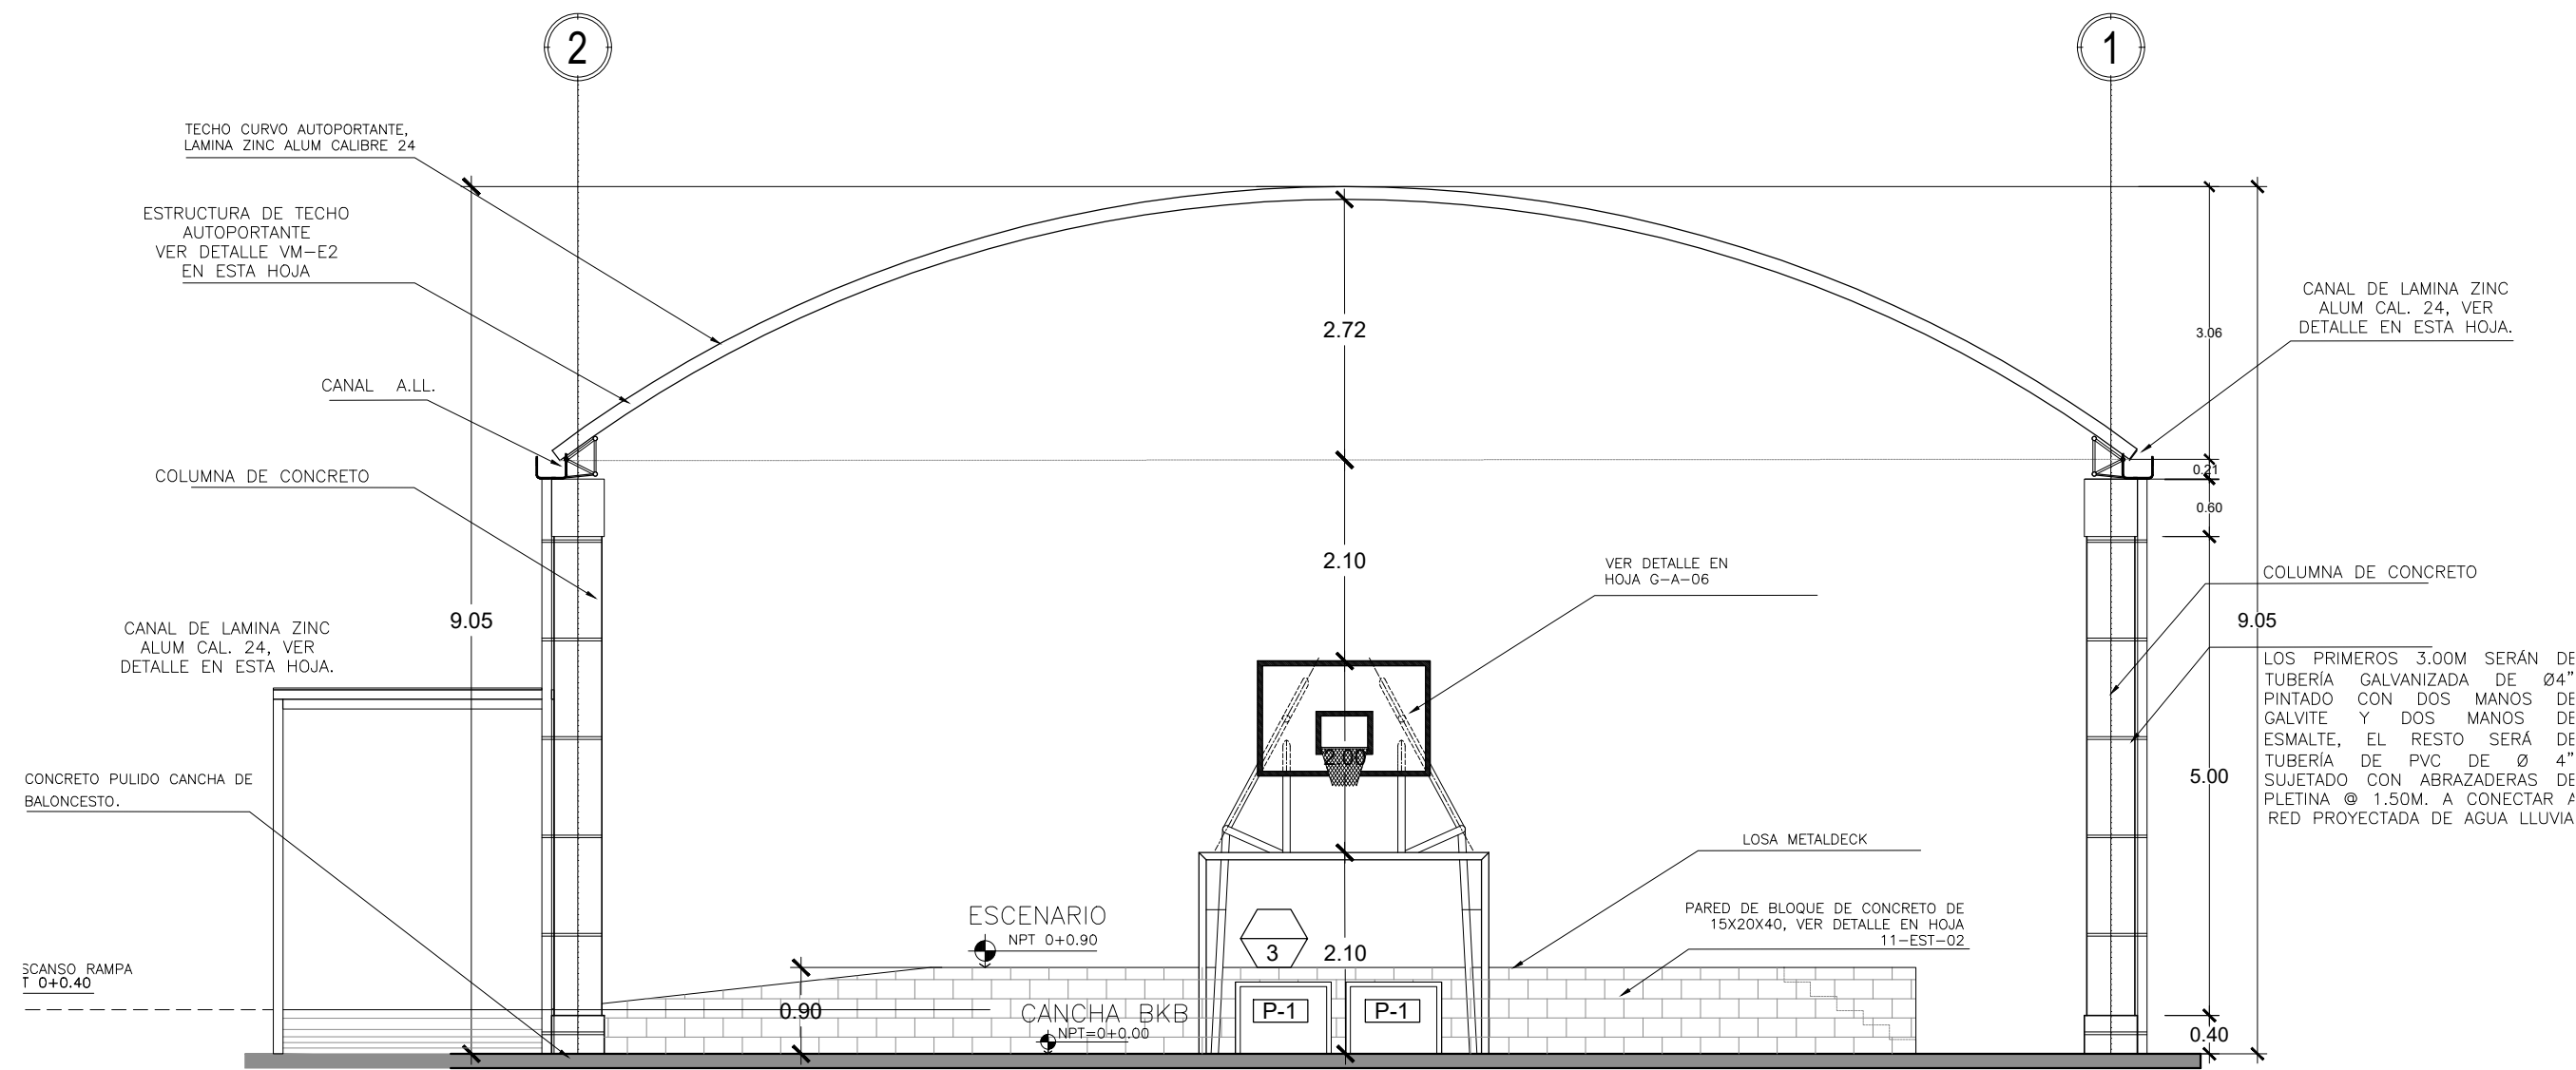 2
1
TECHO CURVO AUTOPORTANTE,
LAMINA ZINC ALUM CALIBRE 24
ESTRUCTURA DE TECHO
AUTOPORTANTE
VER DETALLE VM-E2
EN ESTA HOJA
CANAL DE LAMINA ZINC
ALUM CAL. 24, VER
DETALLE EN ESTA HOJA.
2.72
3.06
CANAL A.LL.
COLUMNA DE CONCRETO
0.21
0.60
2.10
VER DETALLE EN
HOJA G-A-06
COLUMNA DE CONCRETO
9.05
9.05
CANAL DE LAMINA ZINC
ALUM CAL. 24, VER
DETALLE EN ESTA HOJA.
LOS PRIMEROS 3.00M SERÁN DE
TUBERÍA GALVANIZADA DE Ø4"
PINTADO CON DOS MANOS DE
GALVITE Y DOS MANOS DE
ESMALTE, EL RESTO SERÁ DE
TUBERÍA DE PVC DE Ø 4"
SUJETADO CON ABRAZADERAS DE
PLETINA @ 1.50M. A CONECTAR A
RED PROYECTADA DE AGUA LLUVIA
2.00
5.00
CONCRETO PULIDO CANCHA DE
BALONCESTO.
LOSA METALDECK
PARED DE BLOQUE DE CONCRETO DE
15X20X40, VER DETALLE EN HOJA
11-EST-02
ESCENARIO
NPT 0+0.90
3
2.10
SCANSO RAMPA
T 0+0.40
0.90
CANCHA BKB
NPT=0+0.00
P-1
P-1
0.40